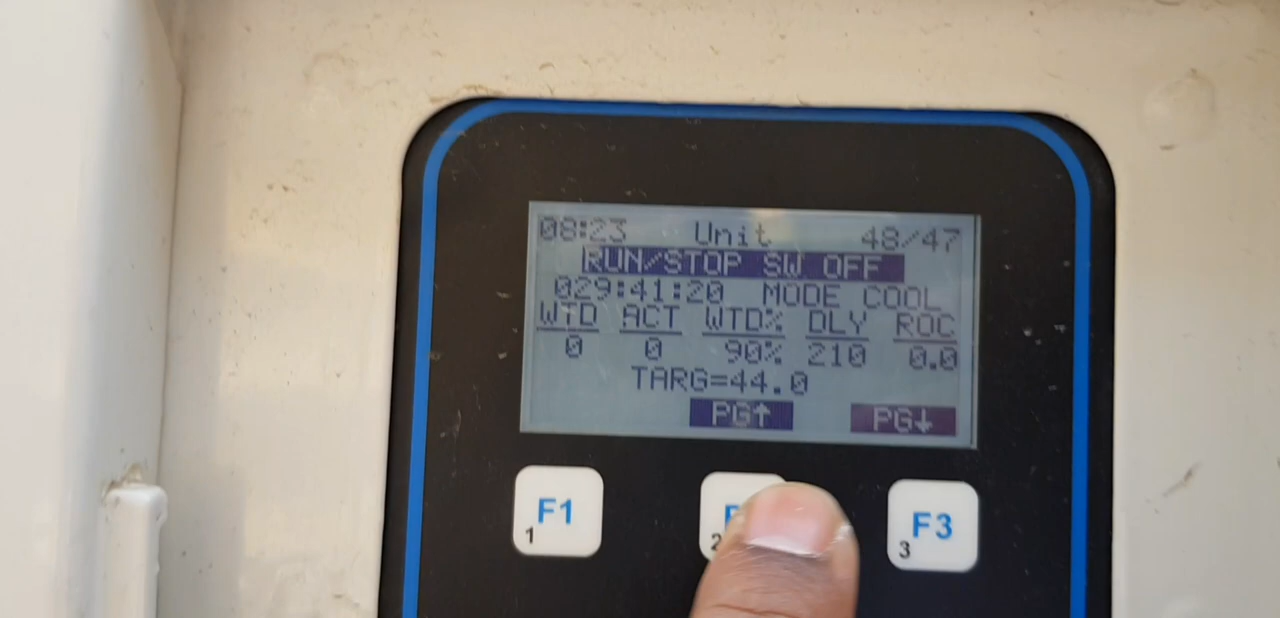 08:23 Unit 48/47
RUN/STOP SW OFF
029:41:20 MODE COOL
WTD ACT WTD% DLY ROC
0 0 90% 210 0.0
TARG=44.0
PG↑ PG↓
F1 F3
1 2 3